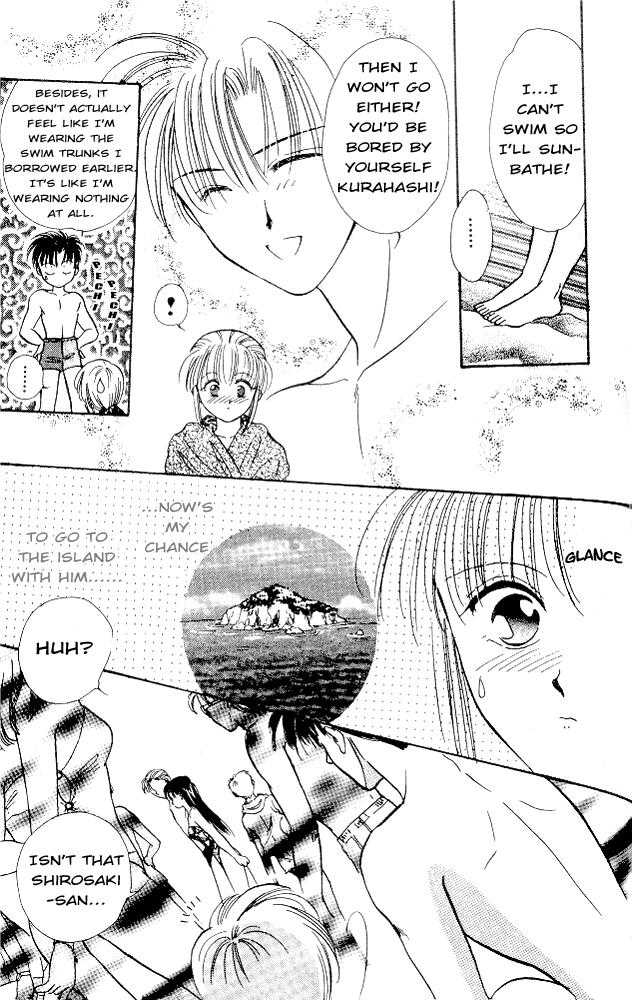 I...I
CAN'T
SWIM SO
I'LL SUN-
BATHE!
......
THEN I
WON'T GO
EITHER!
YOU'D BE
BORED BY
YOURSELF
KURAHASHI!
!
BESIDES, IT
DOESN'T ACTUALLY
FEEL LIKE I'M
WEARING THE
SWIM TRUNKS I
BORROWED EARLIER.
IT'S LIKE I'M
WEARING NOTHING
AT ALL.
PECHI
PECHI
......
GLANCE
...NOW'S
MY
CHANCE
TO GO TO
THE ISLAND
WITH HIM......
HUH?
ISN'T THAT
SHIROSAKI
-SAN...